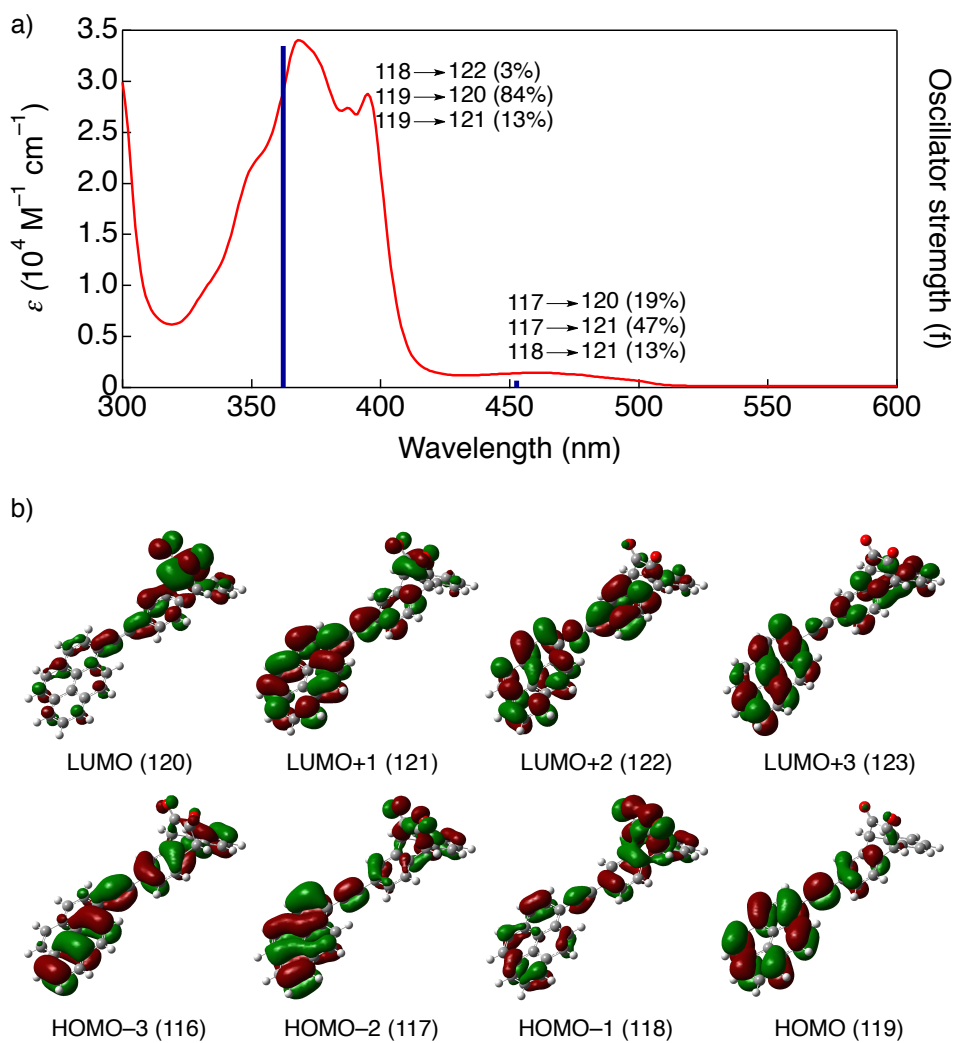 a)
3.5
3.0
2.5
2.0
1.5
1.0
0.5
0
ε (10⁴ M⁻¹ cm⁻¹)
118 → 122 (3%)
119 → 120 (84%)
119 → 121 (13%)
117 → 120 (19%)
117 → 121 (47%)
118 → 121 (13%)
Oscillator stremgth (f)
300 350 400 450 500 550 600
Wavelength (nm)
b)
LUMO (120) LUMO+1 (121) LUMO+2 (122) LUMO+3 (123)
HOMO–3 (116) HOMO–2 (117) HOMO–1 (118) HOMO (119)